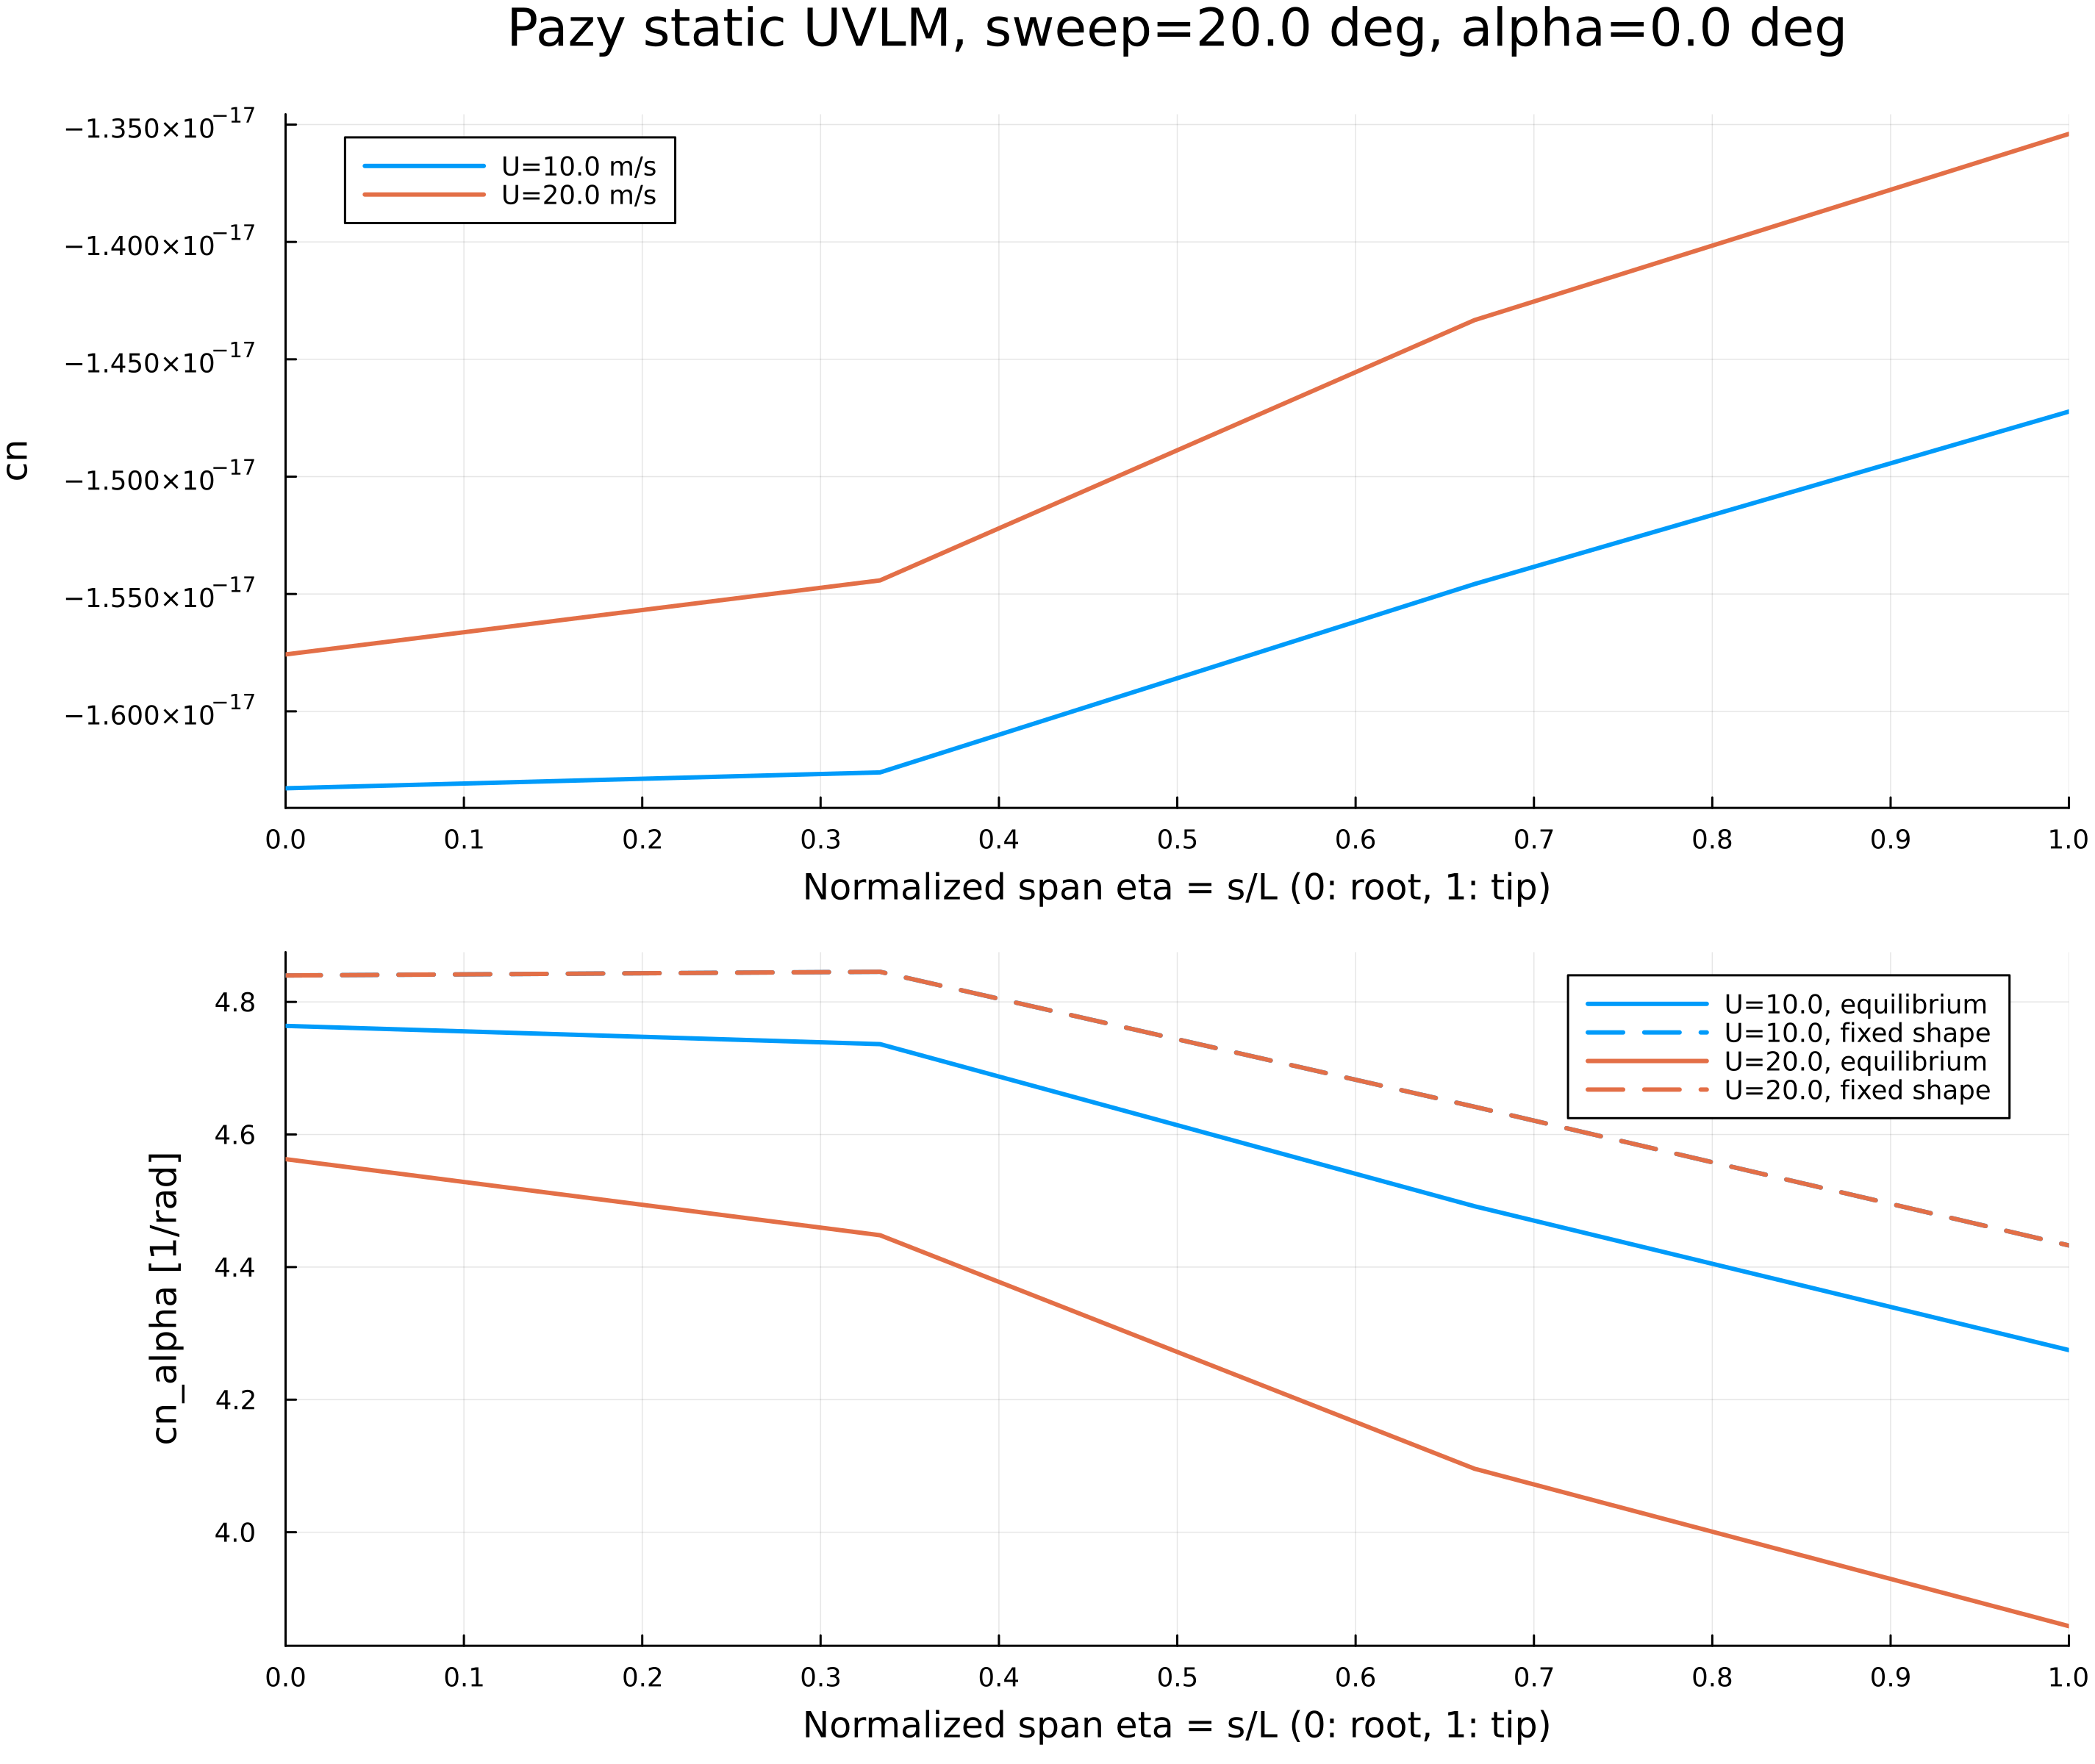 Pazy static UVLM, sweep=20.0 deg, alpha=0.0 deg
−1.350×10⁻¹⁷
−1.400×10⁻¹⁷
−1.450×10⁻¹⁷
−1.500×10⁻¹⁷
−1.550×10⁻¹⁷
−1.600×10⁻¹⁷
cn
U=10.0 m/s
U=20.0 m/s
0.0 0.1 0.2 0.3 0.4 0.5 0.6 0.7 0.8 0.9 1.0
Normalized span eta = s/L (0: root, 1: tip)
4.8
4.6
4.4
4.2
4.0
cn_alpha [1/rad]
U=10.0, equilibrium
U=10.0, fixed shape
U=20.0, equilibrium
U=20.0, fixed shape
0.0 0.1 0.2 0.3 0.4 0.5 0.6 0.7 0.8 0.9 1.0
Normalized span eta = s/L (0: root, 1: tip)